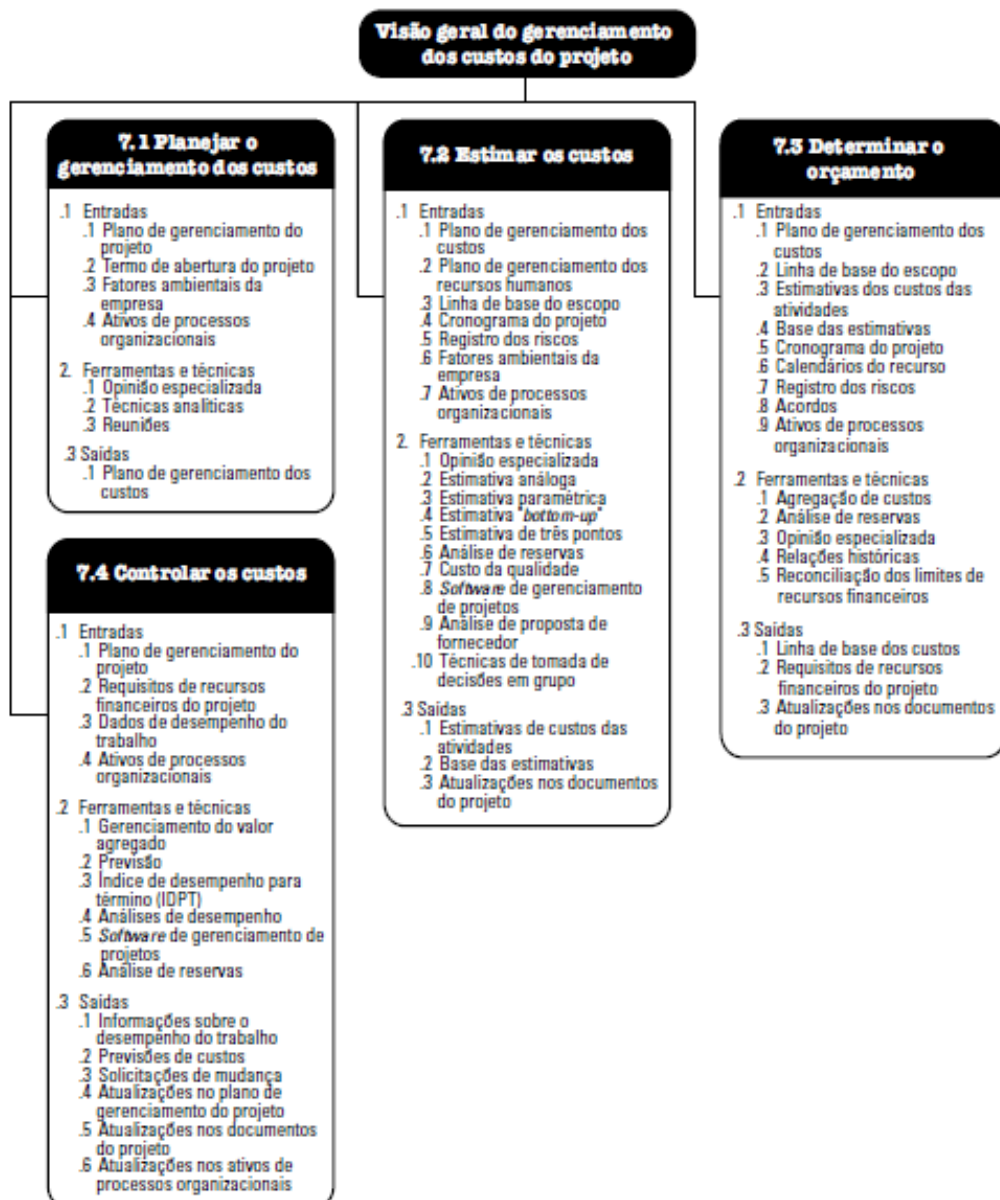 Visão geral do gerenciamento
dos custos do projeto
7.1 Planejar o
gerenciamento dos custos
.1 Entradas
.1 Plano de gerenciamento do
projeto
.2 Termo de abertura do projeto
.3 Fatores ambientais da
empresa
.4 Ativos de processos
organizacionais
2. Ferramentas e técnicas
.1 Opinião especializada
.2 Técnicas analíticas
.3 Reuniões
.3 Saídas
.1 Plano de gerenciamento dos
custos
7.2 Estimar os custos
.1 Entradas
.1 Plano de gerenciamento dos
custos
.2 Plano de gerenciamento dos
recursos humanos
.3 Linha de base do escopo
.4 Cronograma do projeto
.5 Registro dos riscos
.6 Fatores ambientais da
empresa
.7 Ativos de processos
organizacionais
2. Ferramentas e técnicas
.1 Opinião especializada
.2 Estimativa análoga
.3 Estimativa paramétrica
.4 Estimativa "bottom-up"
.5 Estimativa de três pontos
.6 Análise de reservas
.7 Custo da qualidade
.8 Software de gerenciamento
de projetos
.9 Análise de proposta de
fornecedor
.10 Técnicas de tomada de
decisões em grupo
.3 Saídas
.1 Estimativas de custos das
atividades
.2 Base das estimativas
.3 Atualizações nos documentos
do projeto
7.3 Determinar o
orçamento
.1 Entradas
.1 Plano de gerenciamento dos
custos
.2 Linha de base do escopo
.3 Estimativas dos custos das
atividades
.4 Base das estimativas
.5 Cronograma do projeto
.6 Calendários do recurso
.7 Registro dos riscos
.8 Acordos
.9 Ativos de processos
organizacionais
.2 Ferramentas e técnicas
.1 Agregação de custos
.2 Análise de reservas
.3 Opinião especializada
.4 Relações históricas
.5 Reconciliação dos limites de
recursos financeiros
.3 Saídas
.1 Linha de base dos custos
.2 Requisitos de recursos
financeiros do projeto
.3 Atualizações nos documentos
do projeto
7.4 Controlar os custos
.1 Entradas
.1 Plano de gerenciamento do
projeto
.2 Requisitos de recursos
financeiros do projeto
.3 Dados de desempenho do
trabalho
.4 Ativos de processos
organizacionais
.2 Ferramentas e técnicas
.1 Gerenciamento do valor
agregado
.2 Previsão
.3 Índice de desempenho para
término (IDPT)
.4 Análises de desempenho
.5 Software de gerenciamento de
projetos
.6 Análise de reservas
.3 Saídas
.1 Informações sobre o
desempenho do trabalho
.2 Previsões de custos
.3 Solicitações de mudança
.4 Atualizações no plano de
gerenciamento do projeto
.5 Atualizações nos documentos
do projeto
.6 Atualizações nos ativos de
processos organizacionais